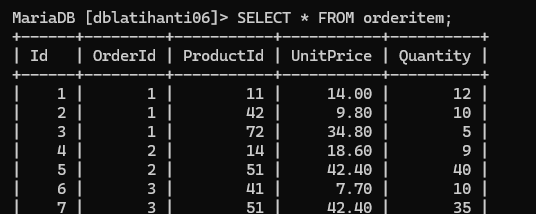 MariaDB [dblatihanti06]> SELECT * FROM orderitem;
+------+---------+-----------+-----------+----------+
| Id   | OrderId | ProductId | UnitPrice | Quantity |
+------+---------+-----------+-----------+----------+
|    1 |       1 |        11 |     14.00 |       12 |
|    2 |       1 |        42 |      9.80 |       10 |
|    3 |       1 |        72 |     34.80 |        5 |
|    4 |       2 |        14 |     18.60 |        9 |
|    5 |       2 |        51 |     42.40 |       40 |
|    6 |       3 |        41 |      7.70 |       10 |
|    7 |       3 |        51 |     42.40 |       35 |